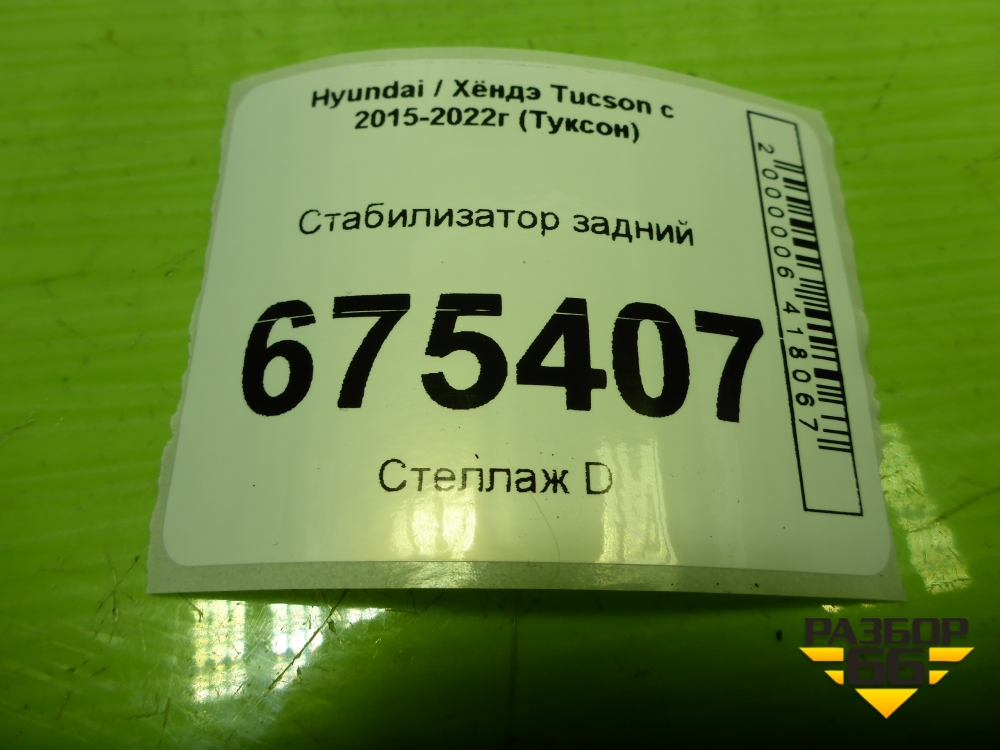 Hyundai / Хёндэ Tucson с
2015-2022г (Туксон)
Стабилизатор задний
675407
Стеллаж D
2000006418067
РАЗБОР
66